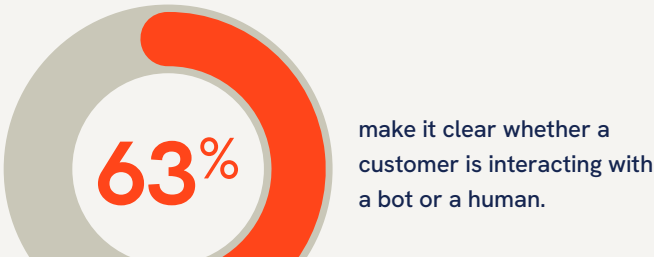 63%
make it clear whether a
customer is interacting with
a bot or a human.